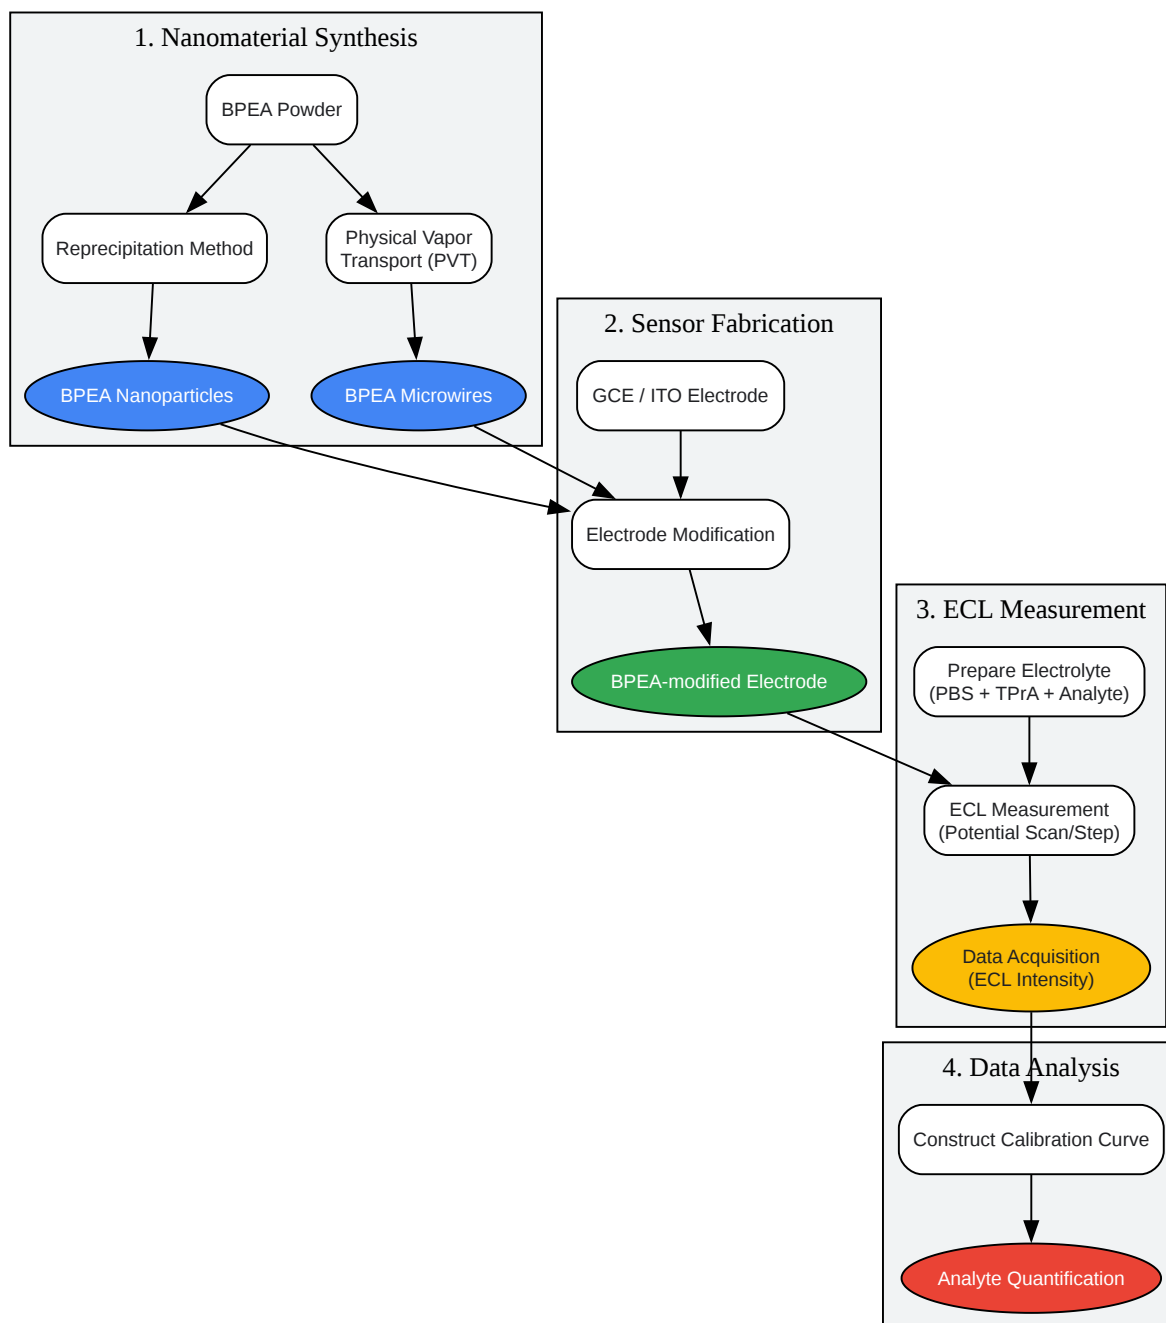 1. Nanomaterial Synthesis
BPEA Powder
Reprecipitation Method
Physical Vapor
Transport (PVT)
BPEA Nanoparticles
BPEA Microwires
2. Sensor Fabrication
GCE / ITO Electrode
Electrode Modification
BPEA-modified Electrode
3. ECL Measurement
Prepare Electrolyte
(PBS + TPrA + Analyte)
ECL Measurement
(Potential Scan/Step)
Data Acquisition
(ECL Intensity)
4. Data Analysis
Construct Calibration Curve
Analyte Quantification